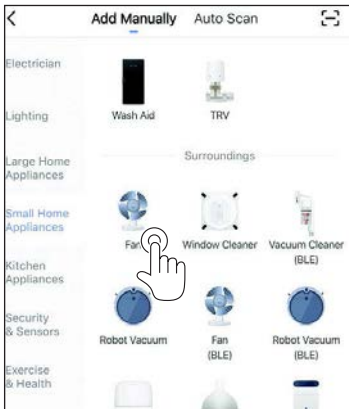 Add Manually Auto Scan
Electrician
Lighting
Large Home
Appliances
Small Home
Appliances
Kitchen
Appliances
Security
& Sensors
Exercise
& Health
Wash Aid TRV
Surroundings
Fan Window Cleaner Vacuum Cleaner
(BLE)
Robot Vacuum Fan
(BLE) Robot Vacuum
(BLE)